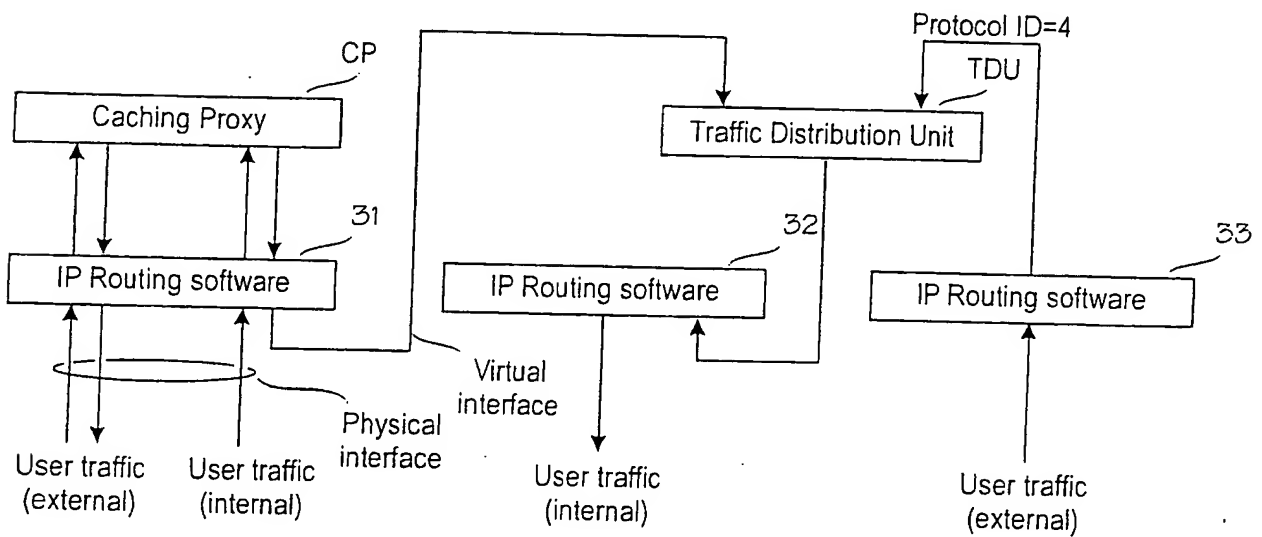 Protocol ID=4
CP
TDU
Caching Proxy
Traffic Distribution Unit
31
32
33
IP Routing software
IP Routing software
IP Routing software
Virtual
interface
Physical
interface
User traffic
(external)
User traffic
(internal)
User traffic
(internal)
User traffic
(external)